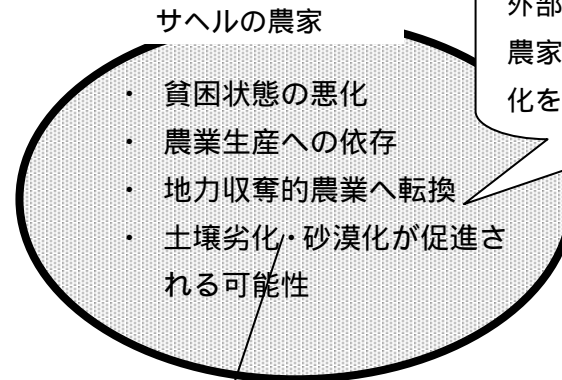 サヘルの農家
外部
農家
化を
・ 貧困状態の悪化
・ 農業生産への依存
・ 地力収奪的農業へ転換
・ 土壌劣化・砂漠化が促進さ
れる可能性